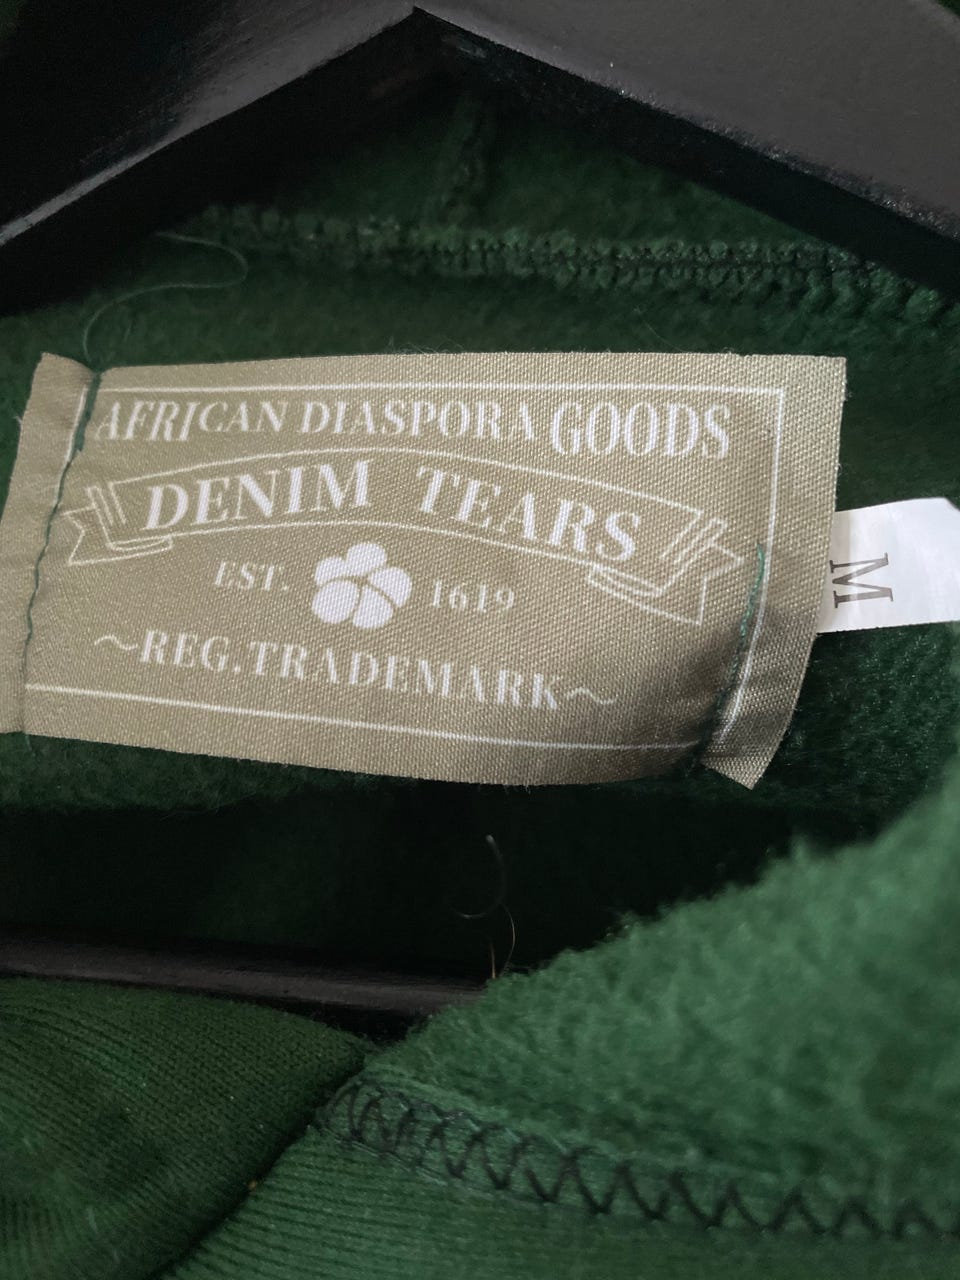 AFRICAN DIASPORA GOODS
DENIM TEARS
EST. 1619
~REG.TRADEMARK~
M